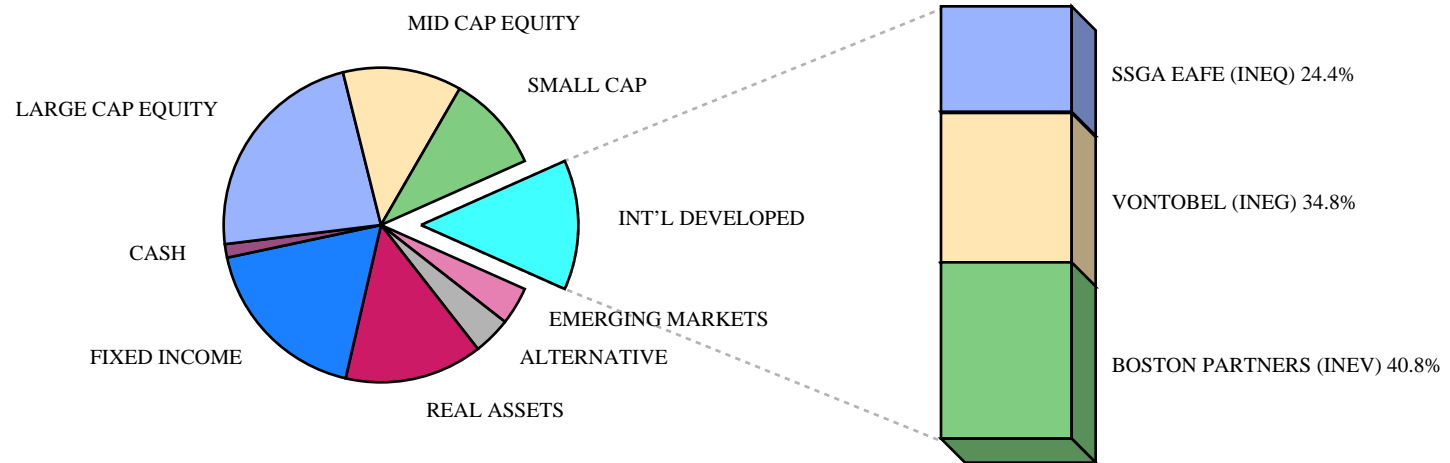 MID CAP EQUITY
SMALL CAP
LARGE CAP EQUITY
INT'L DEVELOPED
CASH
EMERGING MARKETS
FIXED INCOME
ALTERNATIVE
REAL ASSETS
SSGA EAFE (INEQ) 24.4%
VONTOBEL (INEG) 34.8%
BOSTON PARTNERS (INEV) 40.8%